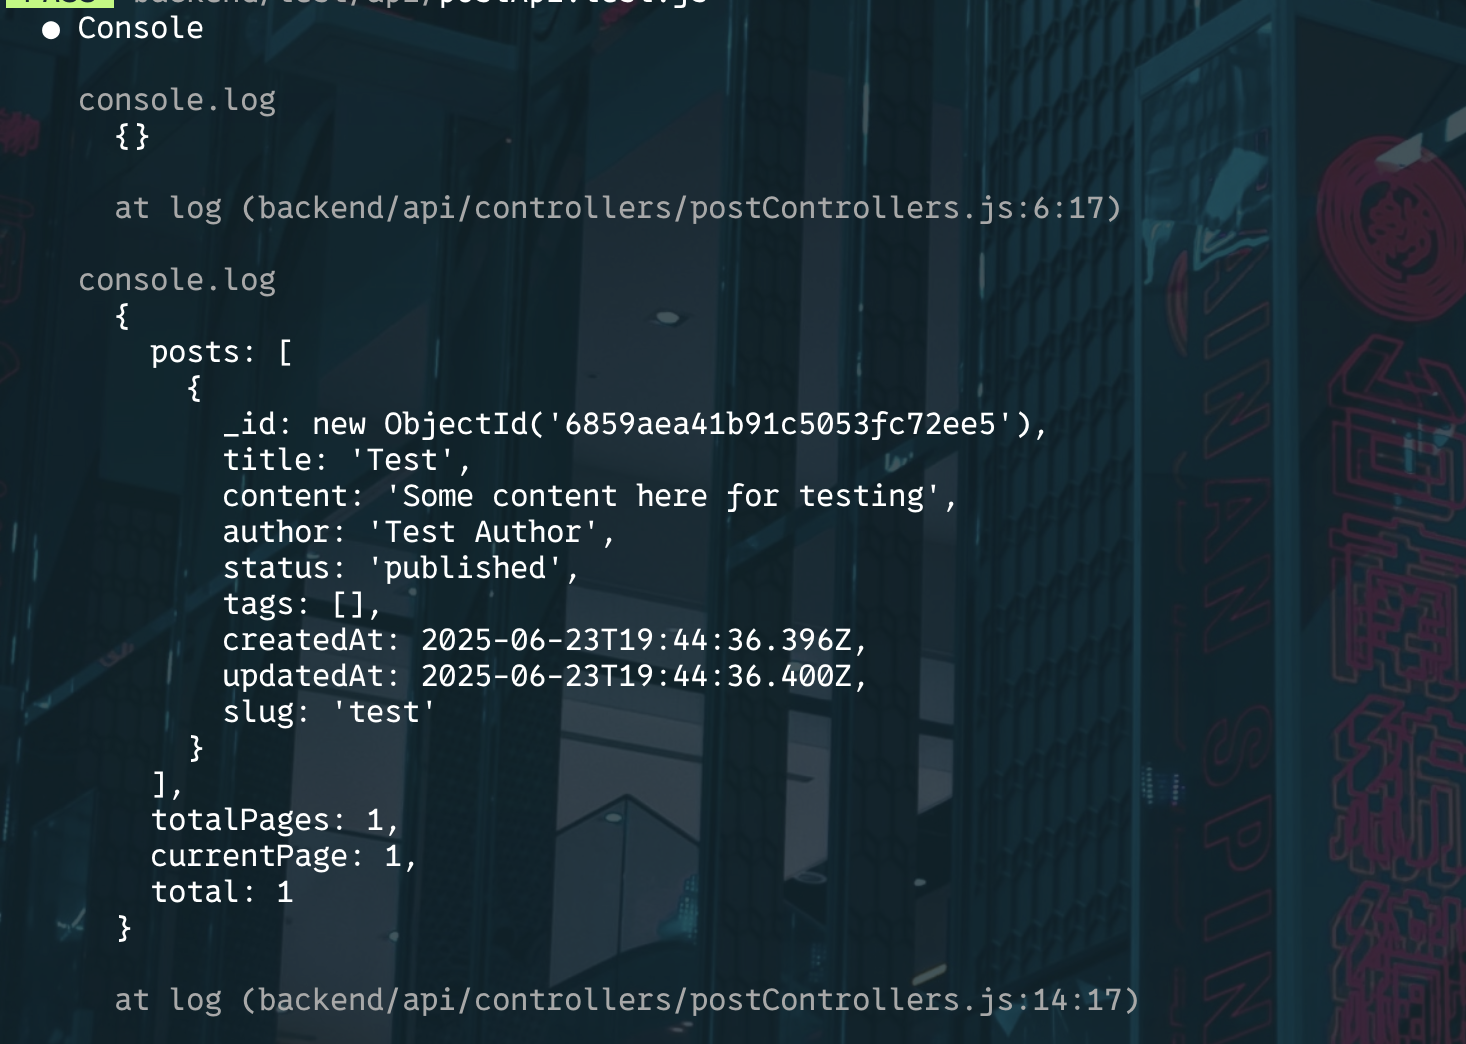 PASS backend/test/api/postApi.test.js
● Console
console.log
{}
at log (backend/api/controllers/postControllers.js:6:17)
console.log
{
posts: [
{
_id: new ObjectId('6859aea41b91c5053fc72ee5'),
title: 'Test',
content: 'Some content here for testing',
author: 'Test Author',
status: 'published',
tags: [],
createdAt: 2025-06-23T19:44:36.396Z,
updatedAt: 2025-06-23T19:44:36.400Z,
slug: 'test'
}
],
totalPages: 1,
currentPage: 1,
total: 1
}
at log (backend/api/controllers/postControllers.js:14:17)